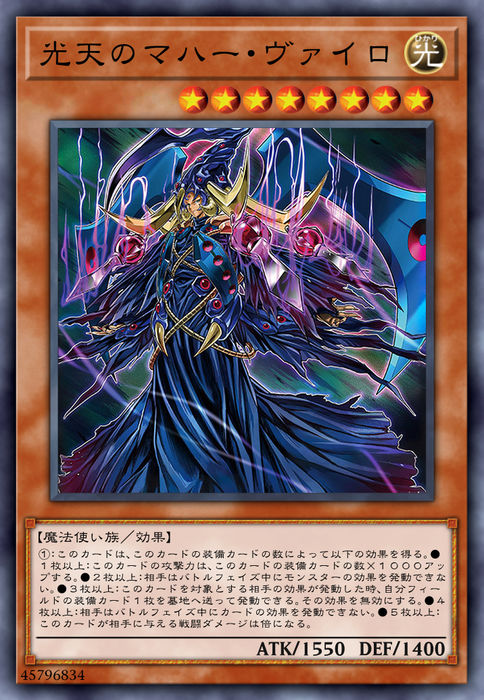 光天のマハー・ヴァイロ
光
ひかり
【魔法使い族／効果】
①：このカードは、このカードの装備カードの数によって以下の効果を得る。●
１枚以上：このカードの攻撃力は、このカードの装備カードの数×１０００アッ
プする。●２枚以上：相手はバトルフェイズ中にモンスターの効果を発動できな
い。●３枚以上：このカードを対象とする相手の効果が発動した時、自分フィー
ルドの装備カード１枚を墓地へ送って発動できる。その効果を無効にする。●４
枚以上：相手はバトルフェイズ中にカードの効果を発動できない。●５枚以上：
このカードが相手に与える戦闘ダメージは倍になる。
ATK/1550 DEF/1400
45796834